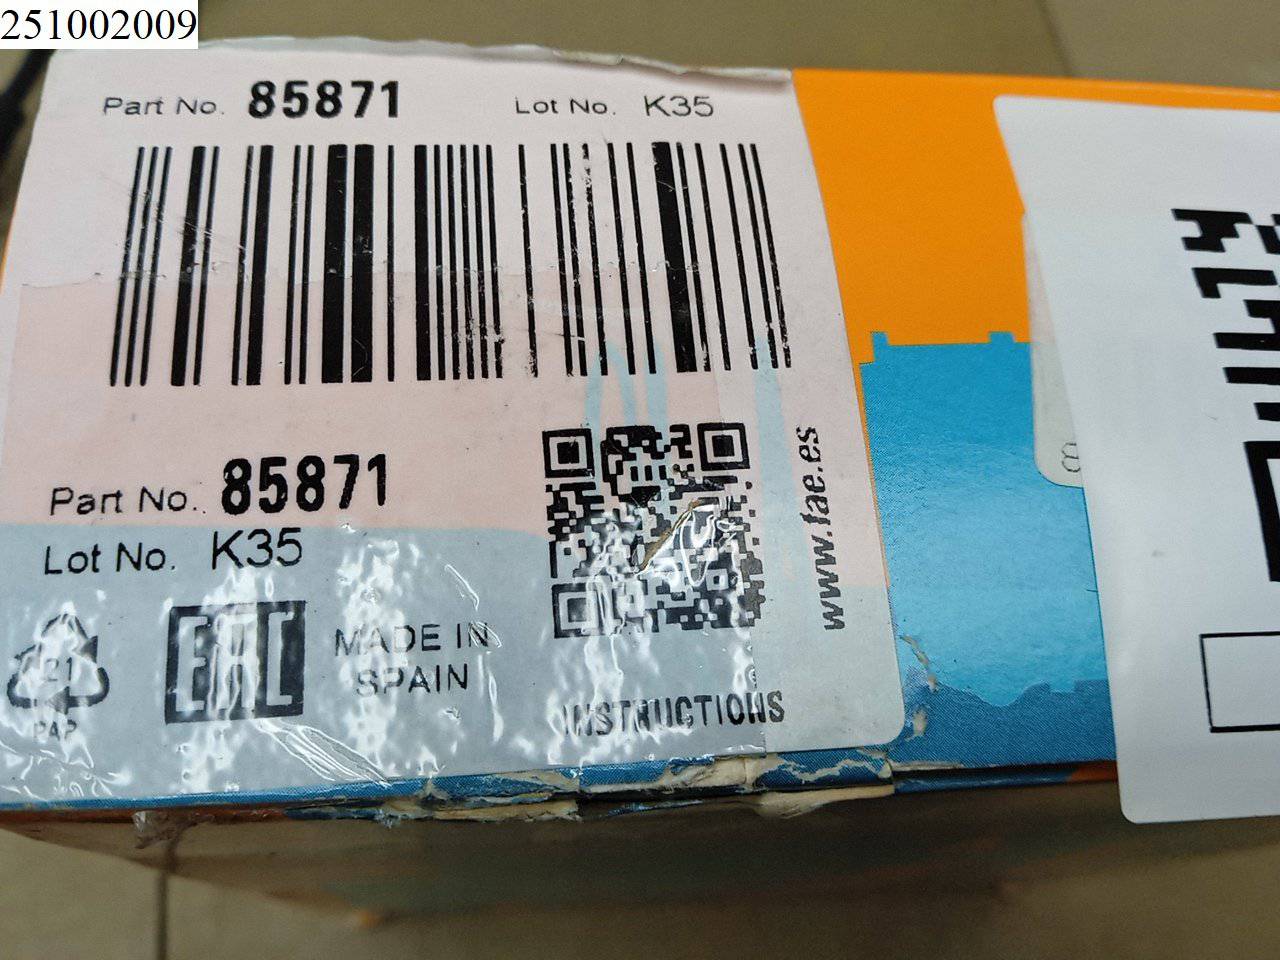 251002009
Part No. 85871 Lot No. K35
Part No. 85871
Lot No. K35
www.fae.es
21
PAP
EAC
MADE IN
SPAIN
INSTRUCTIONS
8